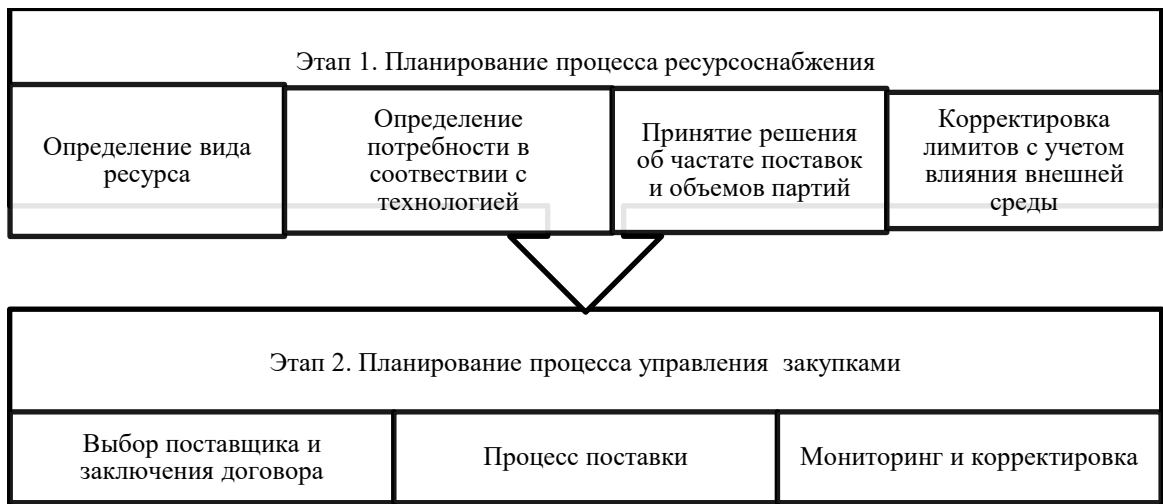 Этап 1. Планирование процесса ресурсоснабжения
Определение вида
ресурса
Определение
потребности в
соотвествии с
технологией
Принятие решения
об частате поставок
и объемов партий
Корректировка
лимитов с учетом
влияния внешней
среды
Этап 2. Планирование процесса управления закупками
Выбор поставщика и
заключения договора
Процесс поставки
Мониторинг и корректировка